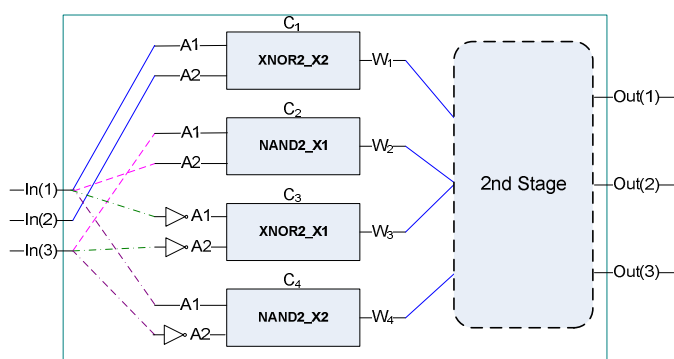 C1
A1
XNOR2_X2
W1
A2
C2
A1
NAND2_X1
W2
A2
In(1)
In(2)
In(3)
C3
A1
XNOR2_X1
W3
A2
C4
A1
NAND2_X2
W4
A2
2nd Stage
Out(1)
Out(2)
Out(3)